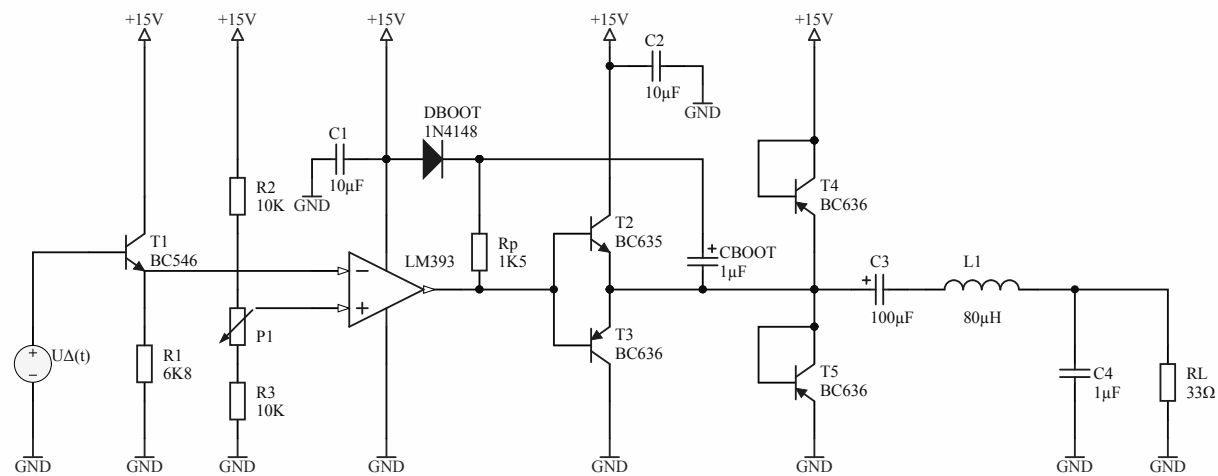 +15V
+15V
+15V
+15V
+15V
C2
10µF
GND
DBOOT
1N4148
C1
10µF
GND
R2
10K
T4
BC636
T1
BC546
T2
BC635
Rp
1K5
LM393
+
CBOOT
1µF
−
+
+
C3
100µF
L1
80µH
P1
T3
BC636
+
−
UΔ(t)
R1
6K8
R3
10K
T5
BC636
C4
1µF
RL
33Ω
GND
GND
GND
GND
GND
GND
GND
GND